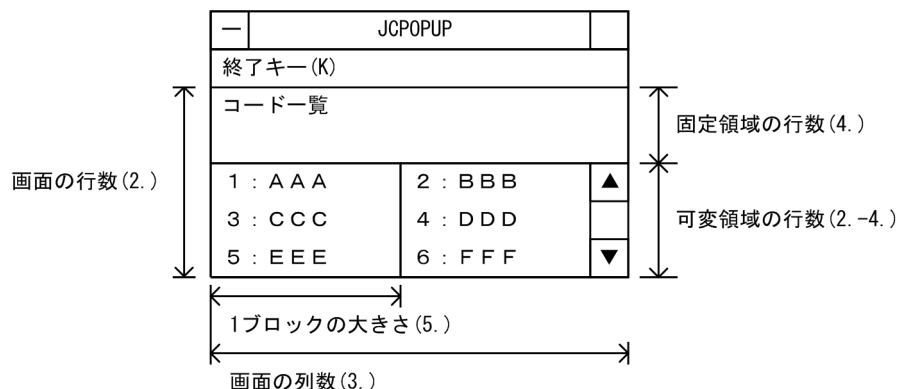 JCPOPUP
終了キー(K)
コード一覧
固定領域の行数(4.)
画面の行数(2.)
1:AAA 2:BBB ▲
3:CCC 4:DDD
可変領域の行数(2.-4.)
5:EEE 6:FFF ▼
1ブロックの大きさ(5.)
画面の列数(3.)